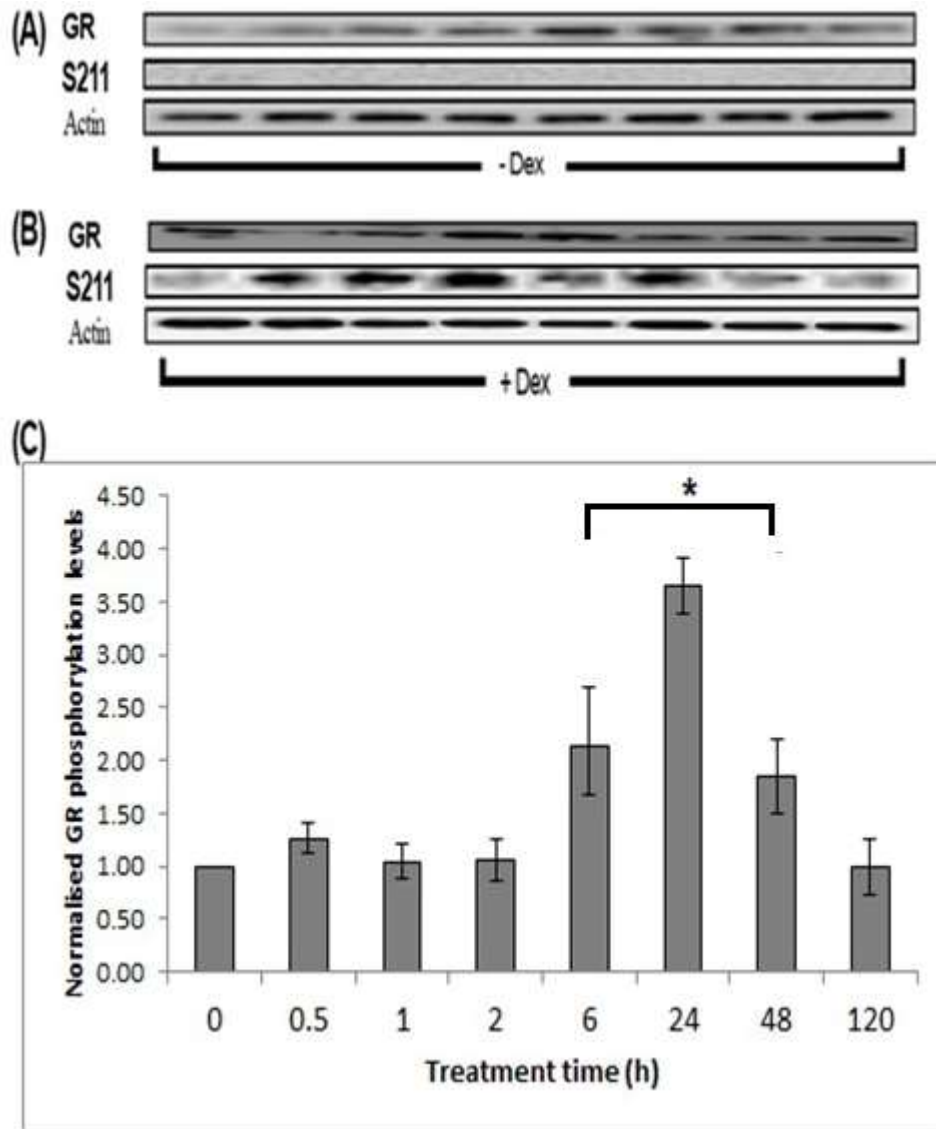 (A) GR
S211
Actin
- Dex
(B) GR
S211
Actin
+ Dex
(C)
Normalised GR phosphorylation levels
4.50
4.00
3.50
3.00
2.50
2.00
1.50
1.00
0.50
0.00
*
0 0.5 1 2 6 24 48 120
Treatment time (h)